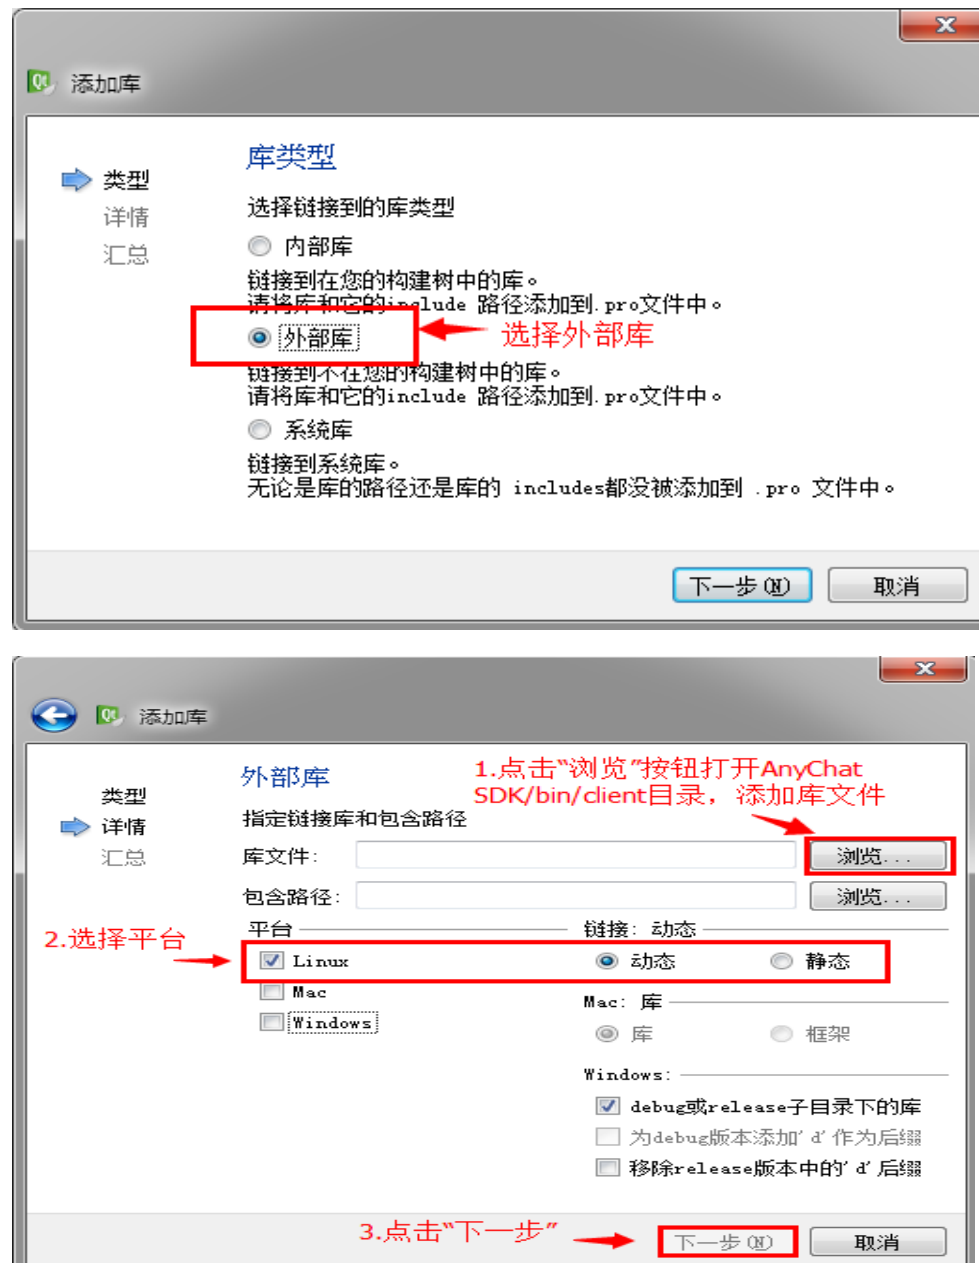 添加库
库类型
类型
详情
汇总
选择链接到的库类型
内部库
链接到在您的构建树中的库。
请将库和它的include 路径添加到.pro文件中。
外部库
选择外部库
链接到不在您的构建树中的库。
请将库和它的include 路径添加到.pro文件中。
系统库
链接到系统库。
无论是库的路径还是库的 includes都没被添加到 .pro 文件中。
下一步(N)
取消
添加库
1.点击“浏览”按钮打开AnyChat
SDK/bin/client目录，添加库文件
外部库
类型
详情
汇总
指定链接库和包含路径
库文件:
浏览...
包含路径:
浏览...
2.选择平台
平台
链接: 动态
Linux
动态
静态
Mac
Mac: 库
Windows
库
框架
Windows:
debug或release子目录下的库
为debug版本添加'd'作为后缀
移除release版本中的'd'后缀
3.点击“下一步”
下一步(N)
取消